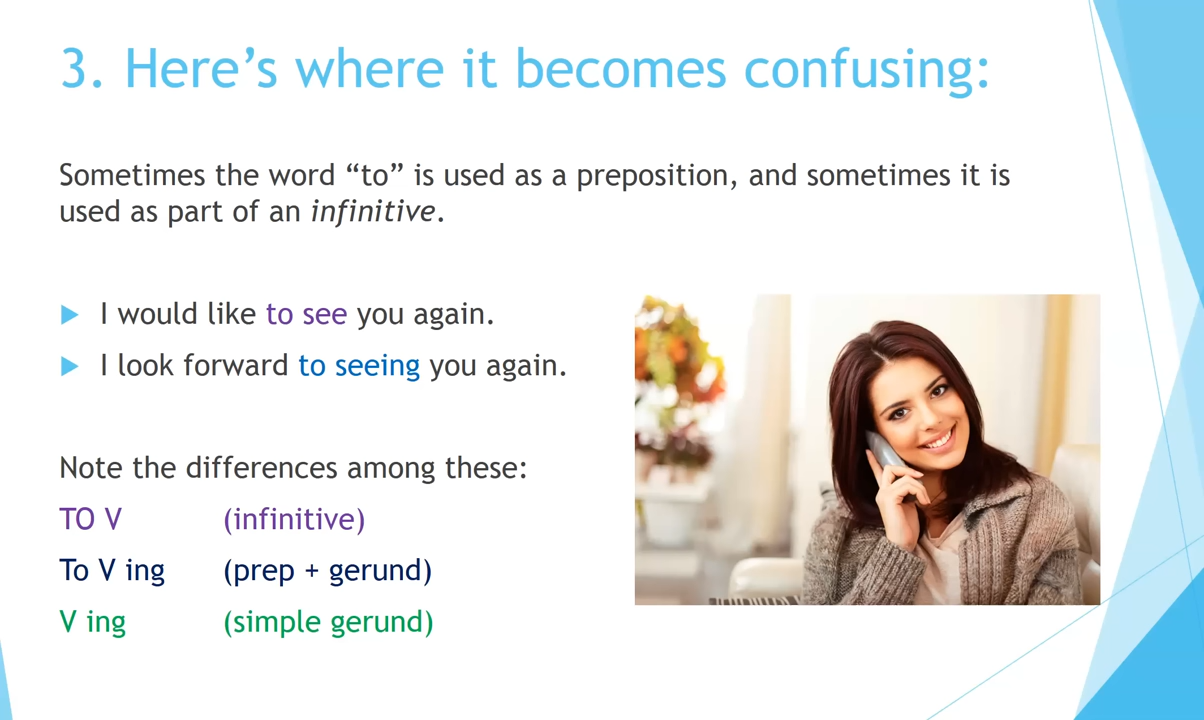 3. Here’s where it becomes confusing:
Sometimes the word “to” is used as a preposition, and sometimes it is
used as part of an infinitive.
I would like to see you again.
I look forward to seeing you again.
Note the differences among these:
TO V (infinitive)
To V ing (prep + gerund)
V ing (simple gerund)